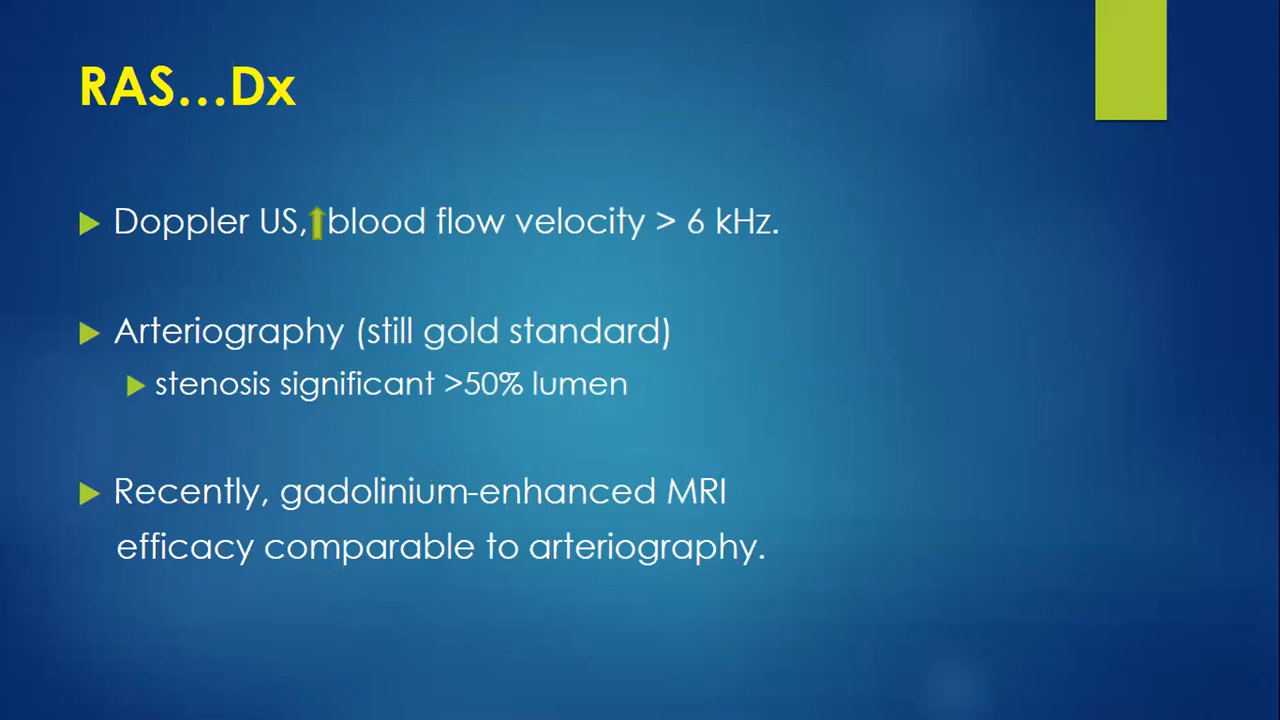 RAS...Dx
Doppler US, blood flow velocity > 6 kHz.
Arteriography (still gold standard)
stenosis significant >50% lumen
Recently, gadolinium-enhanced MRI
efficacy comparable to arteriography.